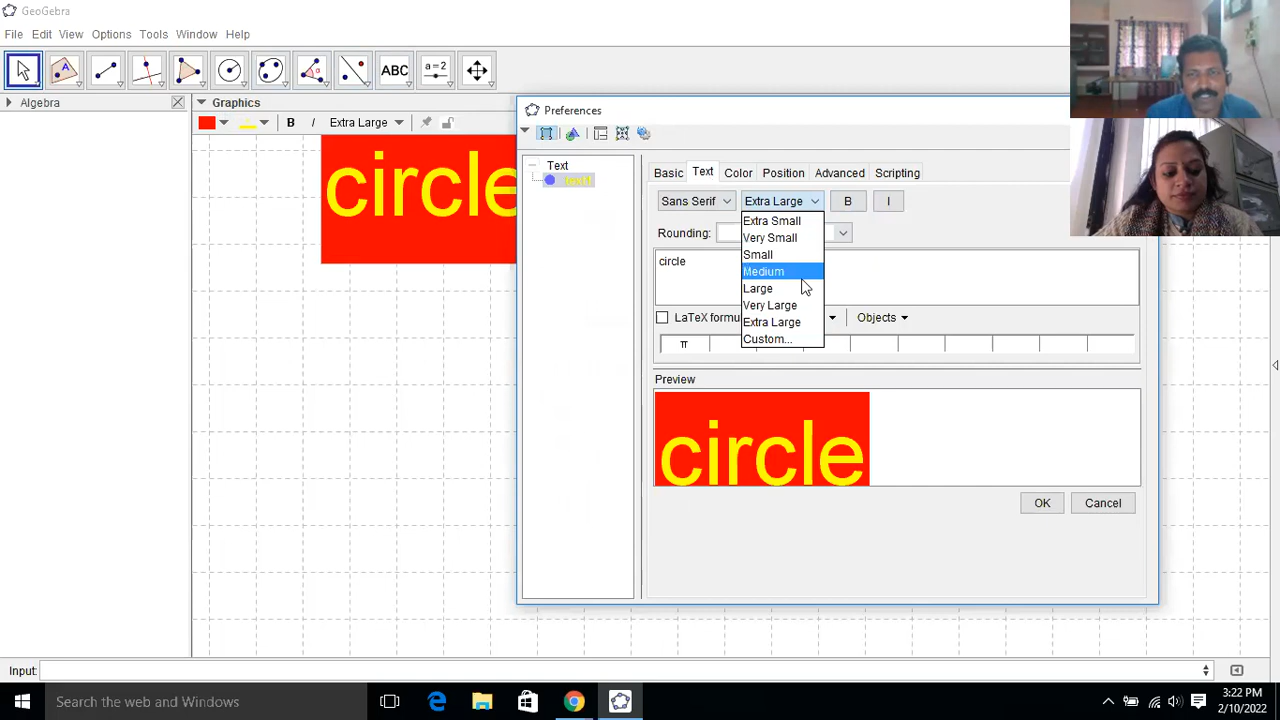 GeoGebra
File Edit View Options Tools Window Help
A ABC a=2
Algebra
Graphics
Extra Large
B I
circle
Preferences
Text
text1
Basic Text Color Position Advanced Scripting
Sans Serif Extra Large B I
Extra Small
Very Small
Small
Medium
Large
Very Large
Extra Large
Custom...
Rounding:
circle
LaTeX formu
Objects
π
Preview
circle
OK Cancel
Input:
Search the web and Windows
3:22 PM
2/10/2022